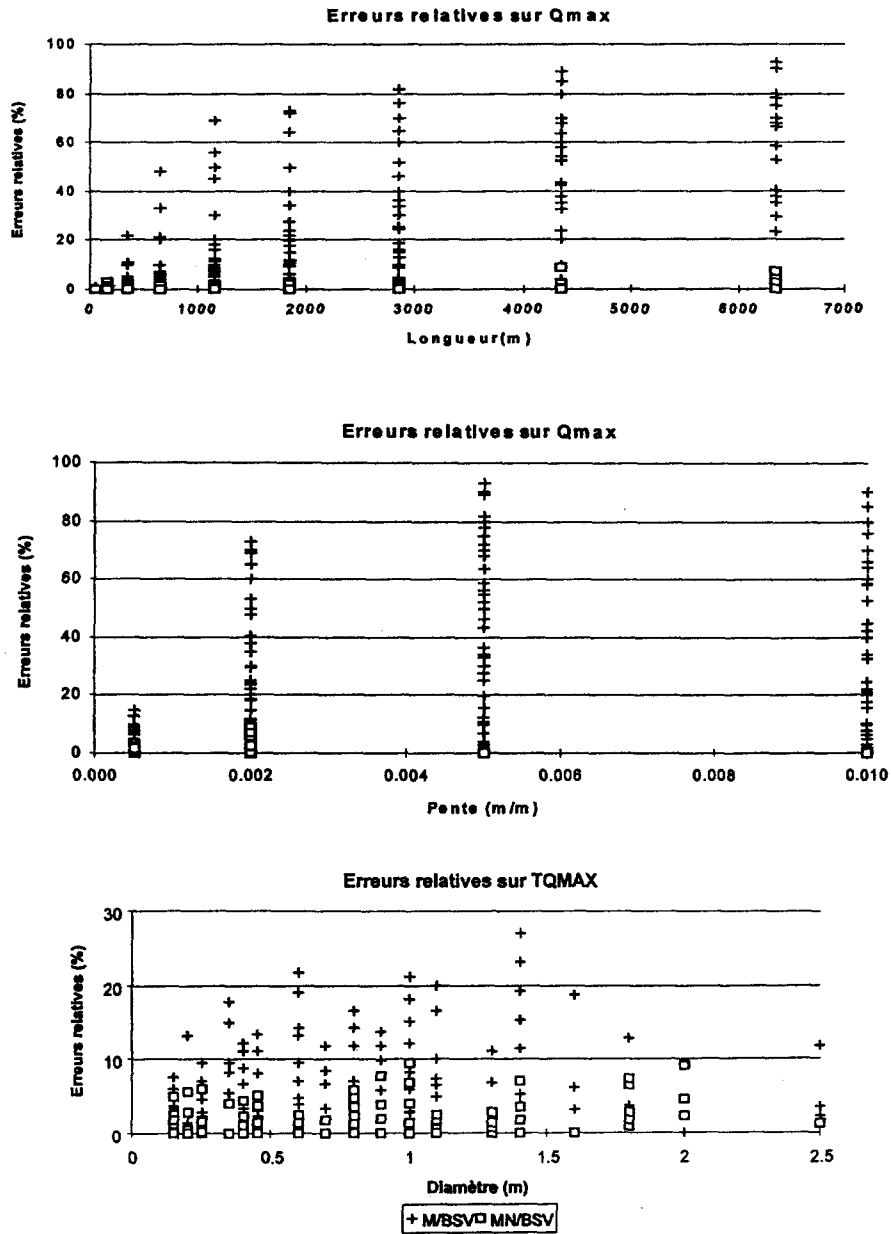 Erreurs relatives sur Qmax
Erreurs relatives (%)
100
80
60
40
20
0
0 1000 2000 3000 4000 5000 6000 7000
Longueur(m)
Erreurs relatives sur Qmax
Erreurs relatives (%)
100
80
60
40
20
0
0.000 0.002 0.004 0.006 0.008 0.010
Pente (m/m)
Erreurs relatives sur TQMAX
Erreurs relatives (%)
30
20
10
0
0 0.5 1 1.5 2 2.5
Diamètre (m)
M/BSV MN/BSV